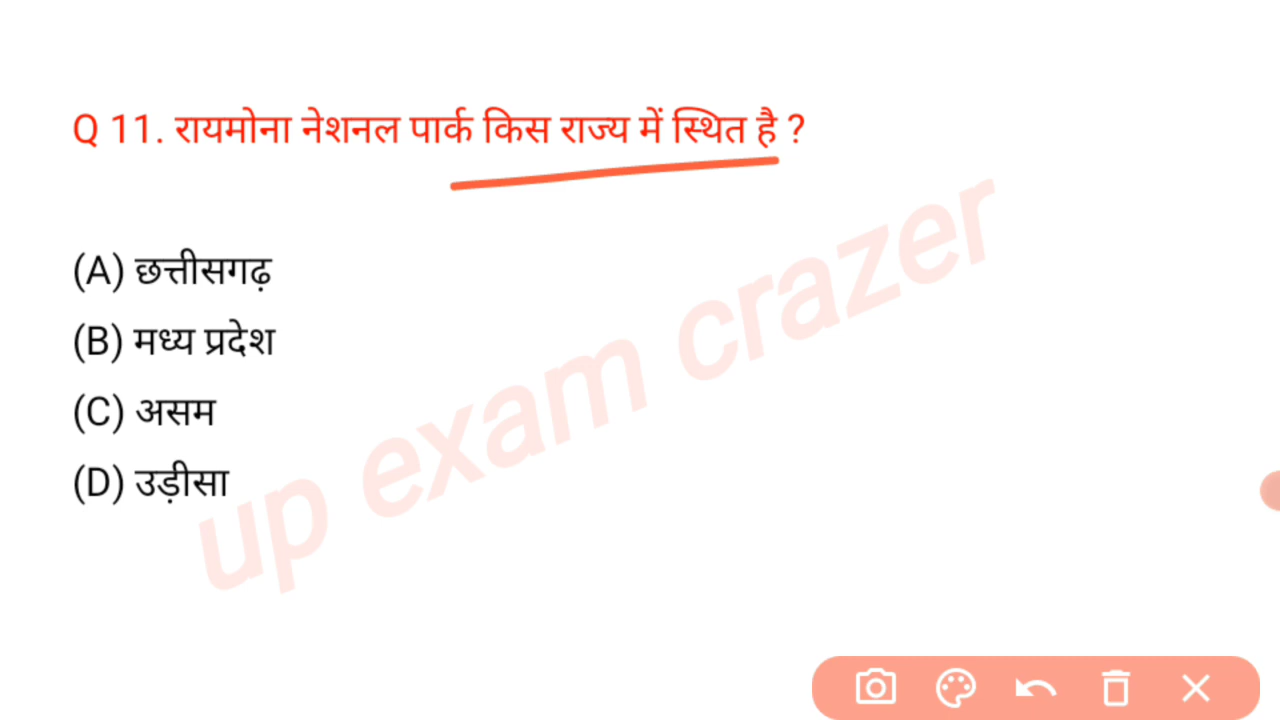 Q 11. रायमोना नेशनल पार्क किस राज्य में स्थित है ?
(A) छत्तीसगढ़
(B) मध्य प्रदेश
(C) असम
(D) उड़ीसा
up exam crazer